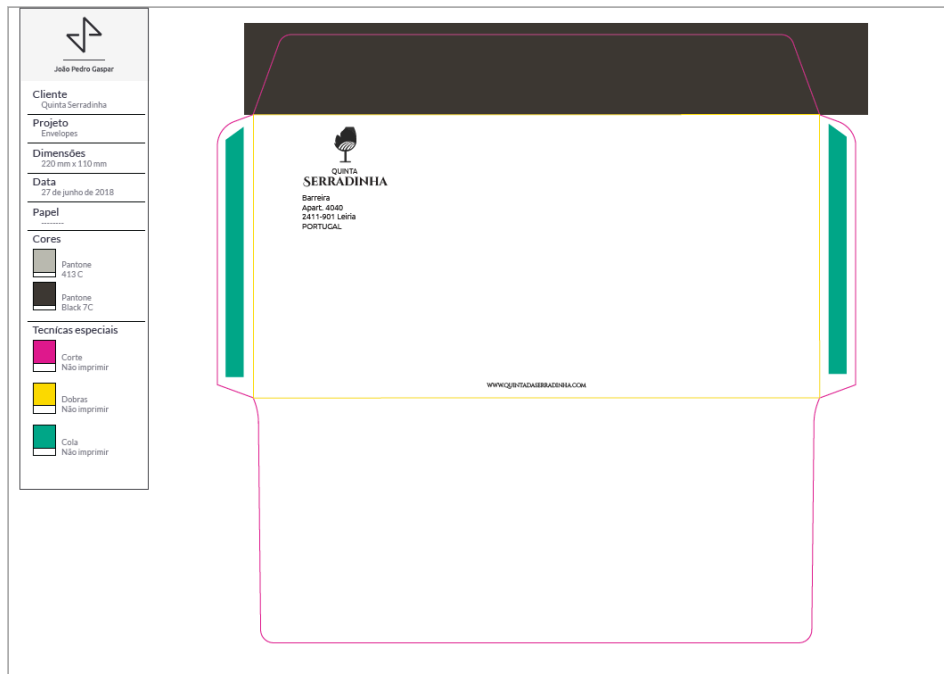 João Pedro Gaspar
Cliente
Quinta Serradinha
Projeto
Envelopes
Dimensões
220 mm x 110 mm
Data
27 de junho de 2018
Papel
--------
Cores
Pantone
413 C
Pantone
Black 7C
Tecnícas especiais
Corte
Não imprimir
Dobras
Não imprimir
Cola
Não imprimir
QUINTA
SERRADINHA
Barreira
Apart. 4040
2411-901 Leiria
PORTUGAL
WWW.QUINTADASERRADINHA.COM